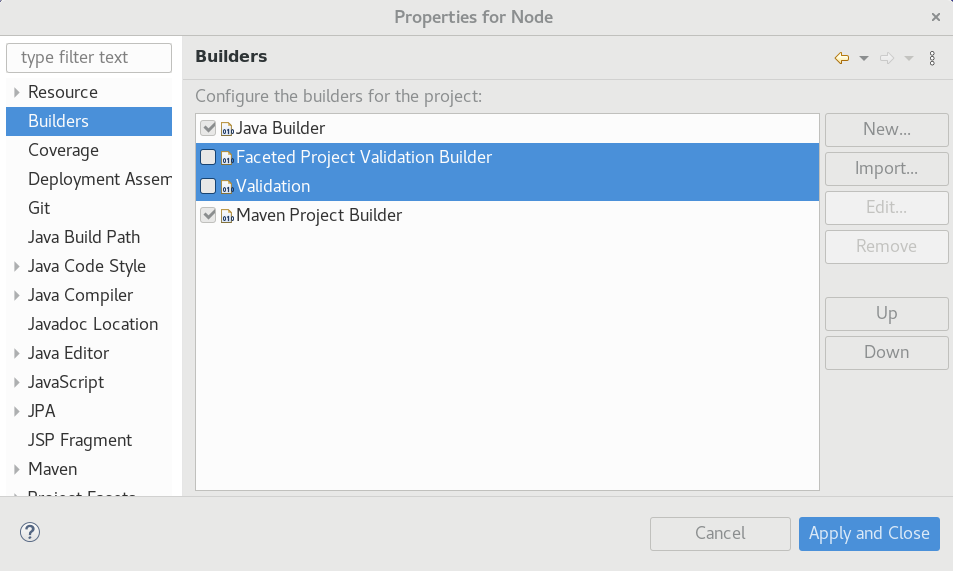 Properties for Node
type filter text
Resource
Builders
Coverage
Deployment Assem
Git
Java Build Path
Java Code Style
Java Compiler
Javadoc Location
Java Editor
JavaScript
JPA
JSP Fragment
Maven
Project Facets
Builders
Configure the builders for the project:
Java Builder
Faceted Project Validation Builder
Validation
Maven Project Builder
New...
Import...
Edit...
Remove
Up
Down
Cancel
Apply and Close